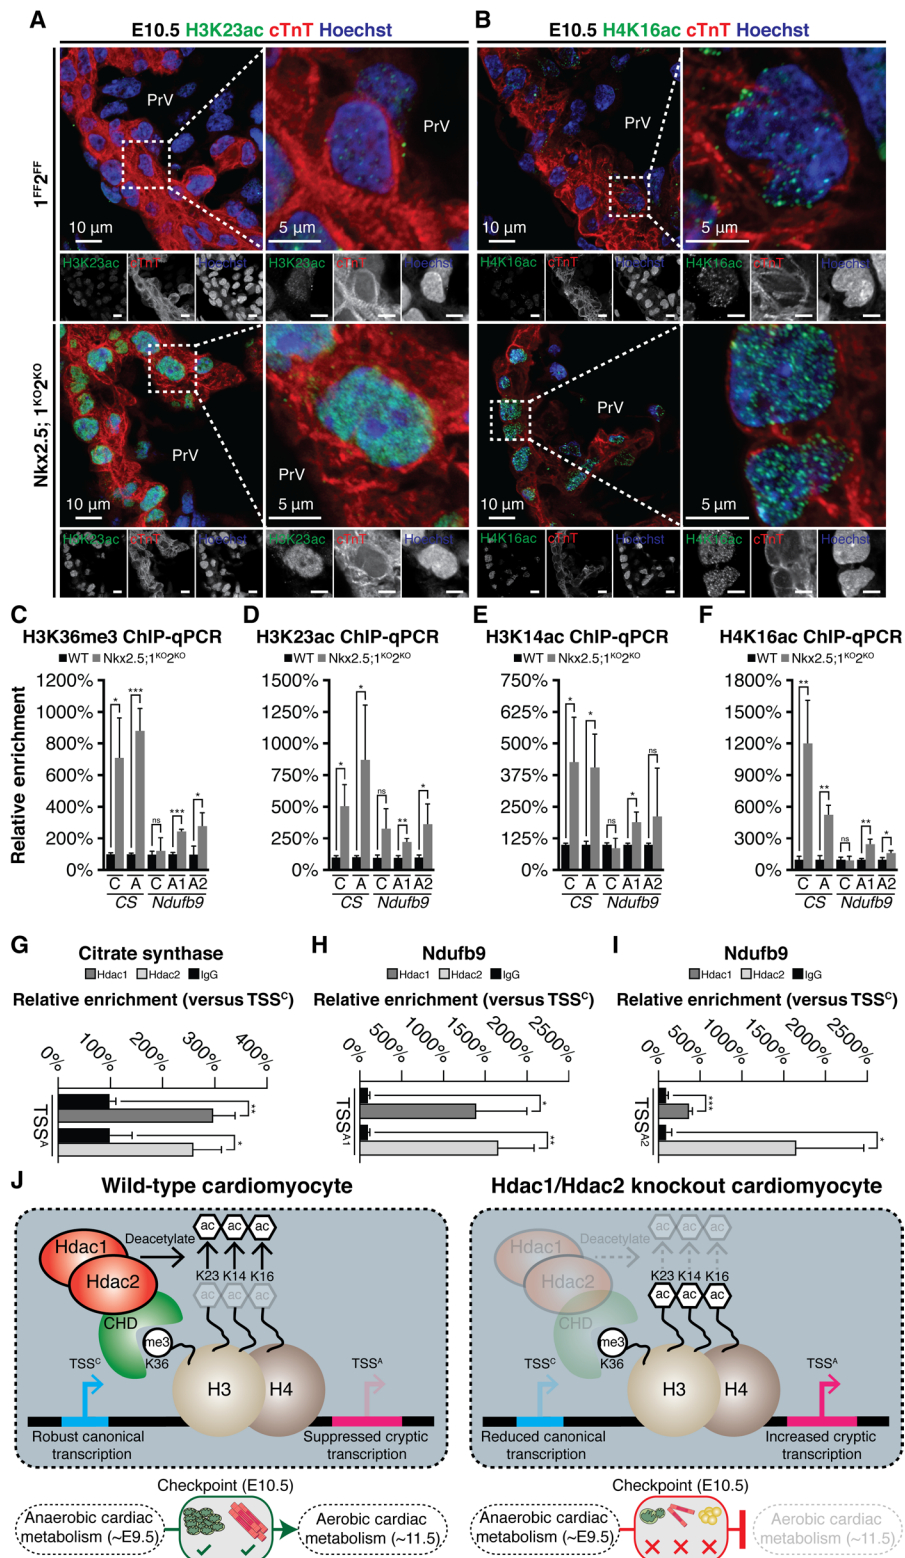 A
E10.5 H3K23ac cTnT Hoechst
B
E10.5 H4K16ac cTnT Hoechst
1FF2FF
PrV
10 µm
PrV
5 µm
PrV
10 µm
5 µm
H3K23ac cTnT Hoechst
H3K23ac cTnT Hoechst
H4K16ac cTnT Hoechst
H4K16ac cTnT Hoechst
Nkx2.5; 1KO2KO
PrV
10 µm
PrV
5 µm
PrV
10 µm
5 µm
H3K23ac cTnT Hoechst
H3K23ac cTnT Hoechst
H4K16ac cTnT Hoechst
H4K16ac cTnT Hoechst
C
H3K36me3 ChIP-qPCR
WT Nkx2.5;1KO2KO
Relative enrichment
1200%
1000%
800%
600%
400%
200%
0%
* *** ns *** *
C A C A1 A2
CS Ndufb9
D
H3K23ac ChIP-qPCR
WT Nkx2.5;1KO2KO
1500%
1250%
1000%
750%
500%
250%
0%
* * ns ** *
C A C A1 A2
CS Ndufb9
E
H3K14ac ChIP-qPCR
WT Nkx2.5;1KO2KO
750%
625%
500%
375%
250%
125%
0%
* * ns * ns
C A C A1 A2
CS Ndufb9
F
H4K16ac ChIP-qPCR
WT Nkx2.5;1KO2KO
1800%
1500%
1200%
900%
600%
300%
0%
** ** ns ** *
C A C A1 A2
CS Ndufb9
G
Citrate synthase
Hdac1 Hdac2 IgG
Relative enrichment (versus TSSC)
0% 100% 200% 300% 400%
TSSA
**
*
H
Ndufb9
Hdac1 Hdac2 IgG
Relative enrichment (versus TSSC)
0% 500% 1000% 1500% 2000% 2500%
TSSA1
*
**
I
Ndufb9
Hdac1 Hdac2 IgG
Relative enrichment (versus TSSC)
0% 500% 1000% 1500% 2000% 2500%
TSSA2
***
*
J
Wild-type cardiomyocyte
Hdac1
Hdac2
Deacetylate
ac ac ac
K23 K14 K16
ac ac ac
CHD
me3
K36
TSSC
H3
H4
TSSA
Robust canonical
transcription
Suppressed cryptic
transcription
Checkpoint (E10.5)
Anaerobic cardiac
metabolism (~E9.5)
Aerobic cardiac
metabolism (~11.5)
Hdac1/Hdac2 knockout cardiomyocyte
Hdac1
Hdac2
Deacetylate
ac ac ac
K23 K14 K16
ac ac ac
CHD
me3
K36
TSSC
H3
H4
TSSA
Reduced canonical
transcription
Increased cryptic
transcription
Checkpoint (E10.5)
Anaerobic cardiac
metabolism (~E9.5)
Aerobic cardiac
metabolism (~11.5)